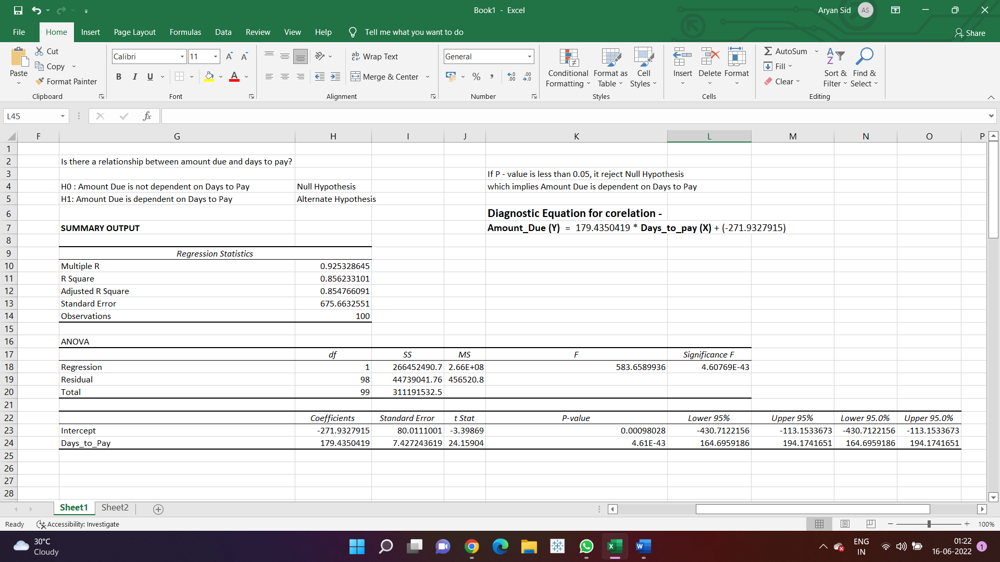 Book1 - Excel
Aryan Sid
AS
File
Home
Insert
Page Layout
Formulas
Data
Review
View
Help
Tell me what you want to do
Share
Paste
Cut
Copy
Format Painter
Clipboard
Calibri
11
B I U
Font
Wrap Text
Merge & Center
Alignment
General
Number
Conditional Formatting
Format as Table
Cell Styles
Styles
Insert
Delete
Format
Cells
AutoSum
Fill
Clear
Sort & Filter
Find & Select
Editing
L45
fx
F G H I J K L M N O P
1
2 Is there a relationship between amount due and days to pay?
3 If P - value is less than 0.05, it reject Null Hypothesis
4 H0 : Amount Due is not dependent on Days to Pay Null Hypothesis which implies Amount Due is dependent on Days to Pay
5 H1: Amount Due is dependent on Days to Pay Alternate Hypothesis
6 Diagnostic Equation for corelation -
7 SUMMARY OUTPUT Amount_Due (Y) = 179.4350419 * Days_to_pay (X) + (-271.9327915)
8
9 Regression Statistics
10 Multiple R 0.925328645
11 R Square 0.856233101
12 Adjusted R Square 0.854766091
13 Standard Error 675.6632551
14 Observations 100
15
16 ANOVA
17 df SS MS F Significance F
18 Regression 1 266452490.7 2.66E+08 583.6589936 4.60769E-43
19 Residual 98 44739041.76 456520.8
20 Total 99 311191532.5
21
22 Coefficients Standard Error t Stat P-value Lower 95% Upper 95% Lower 95.0% Upper 95.0%
23 Intercept -271.9327915 80.0111001 -3.39869 0.00098028 -430.7122156 -113.1533673 -430.7122156 -113.1533673
24 Days_to_Pay 179.4350419 7.427243619 24.15904 4.61E-43 164.6959186 194.1741651 164.6959186 194.1741651
25
26
27
28
Sheet1
Sheet2
Ready
Accessibility: Investigate
100%
30°C
Cloudy
ENG
IN
01:22
16-06-2022
1